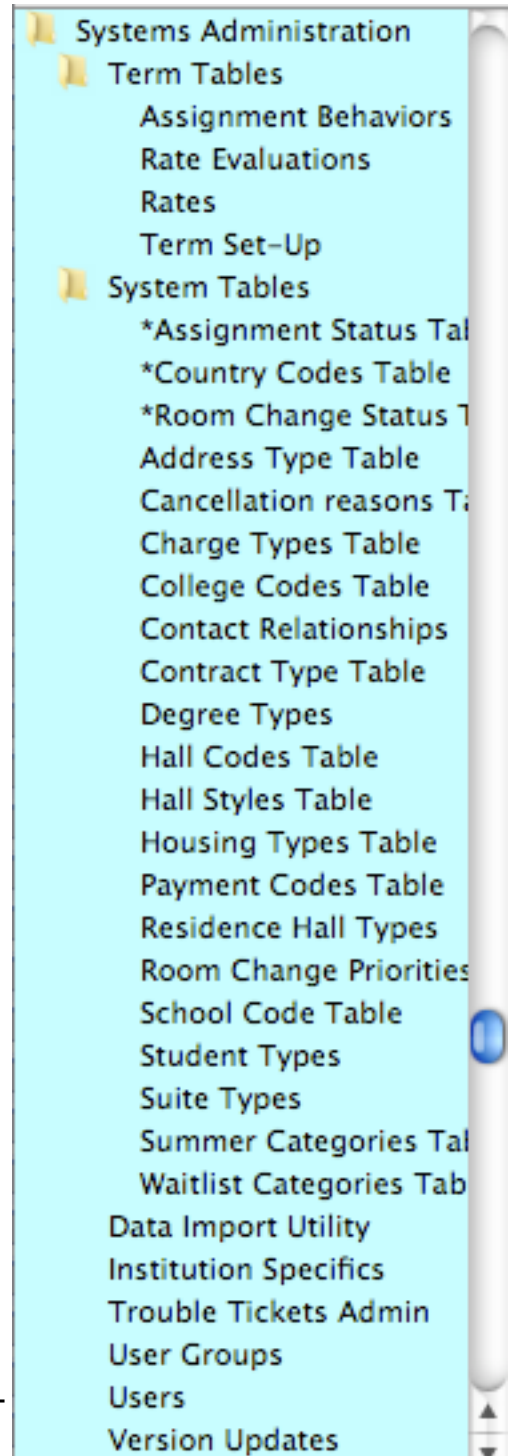 Systems Administration
Term Tables
Assignment Behaviors
Rate Evaluations
Rates
Term Set-Up
System Tables
*Assignment Status Tal
*Country Codes Table
*Room Change Status T
Address Type Table
Cancellation reasons Ta
Charge Types Table
College Codes Table
Contact Relationships
Contract Type Table
Degree Types
Hall Codes Table
Hall Styles Table
Housing Types Table
Payment Codes Table
Residence Hall Types
Room Change Priorities
School Code Table
Student Types
Suite Types
Summer Categories Tal
Waitlist Categories Tab
Data Import Utility
Institution Specifics
Trouble Tickets Admin
User Groups
Users
Version Updates